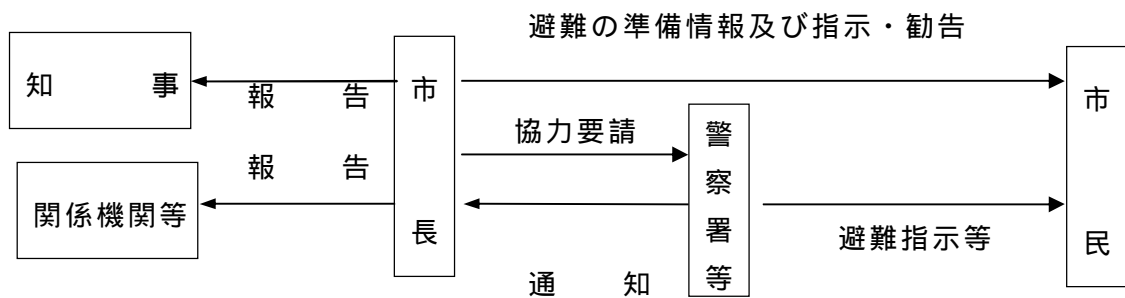 避難の準備情報及び指示・勧告
知事
報告
市長
市民
協力要請
警察署等
報告
関係機関等
避難指示等
通知